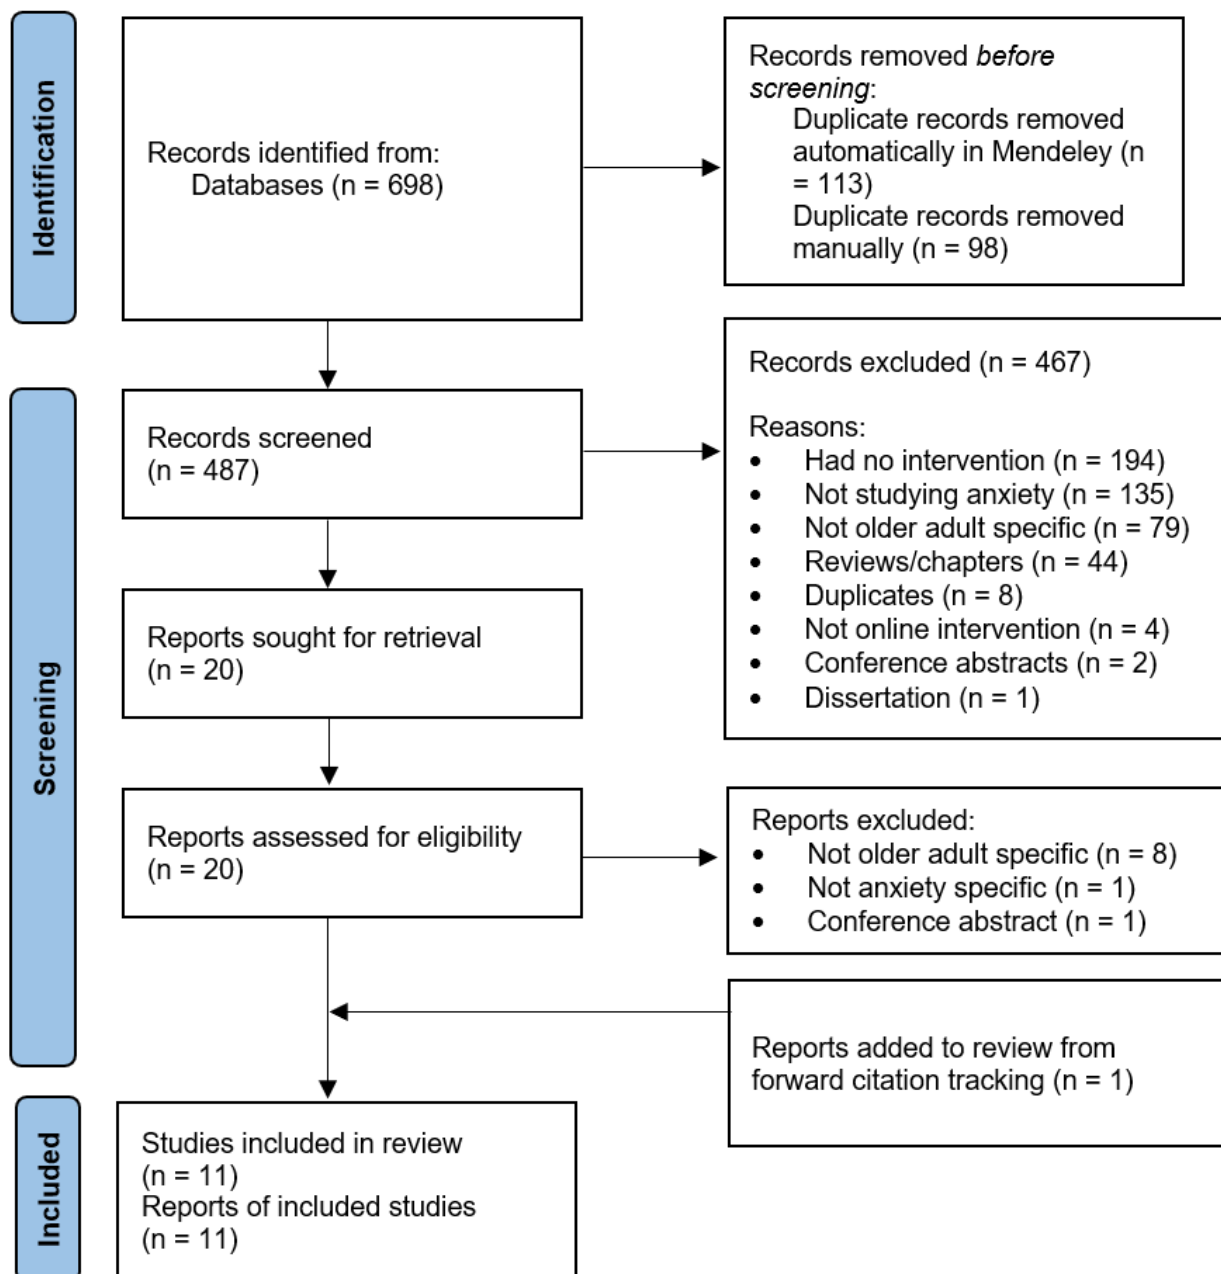 Identification
Records identified from:
Databases (n = 698)
Records removed before
screening:
Duplicate records removed
automatically in Mendeley (n
= 113)
Duplicate records removed
manually (n = 98)
Screening
Records screened
(n = 487)
Records excluded (n = 467)
Reasons:
• Had no intervention (n = 194)
• Not studying anxiety (n = 135)
• Not older adult specific (n = 79)
• Reviews/chapters (n = 44)
• Duplicates (n = 8)
• Not online intervention (n = 4)
• Conference abstracts (n = 2)
• Dissertation (n = 1)
Reports sought for retrieval
(n = 20)
Reports assessed for eligibility
(n = 20)
Reports excluded:
• Not older adult specific (n = 8)
• Not anxiety specific (n = 1)
• Conference abstract (n = 1)
Reports added to review from
forward citation tracking (n = 1)
Included
Studies included in review
(n = 11)
Reports of included studies
(n = 11)